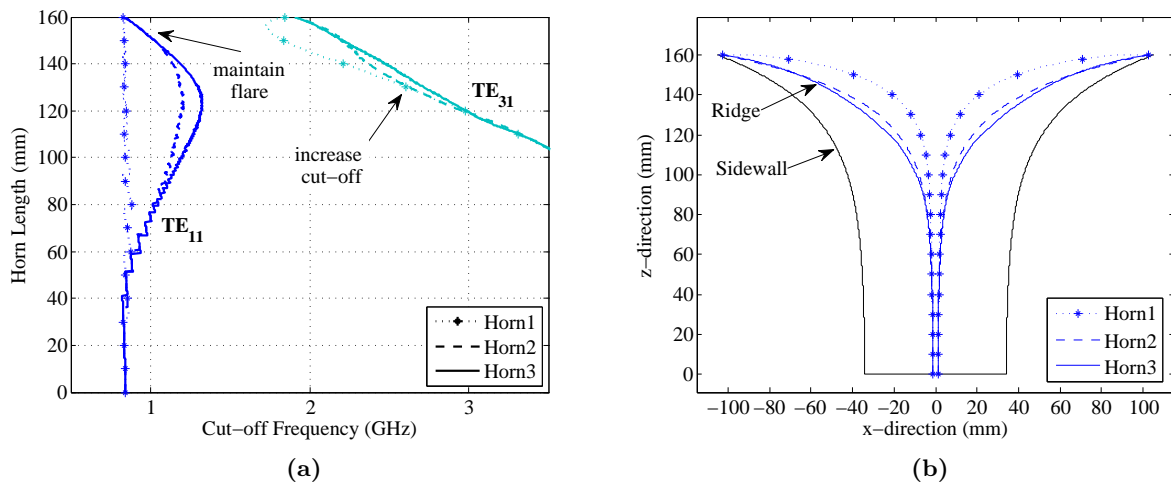 160
140
120
100
80
60
40
20
0
Horn Length (mm)
1
2
3
Cut−off Frequency (GHz)
maintain
flare
TE31
increase
cut−off
TE11
Horn1
Horn2
Horn3
(a)
160
140
120
100
80
60
40
20
0
z−direction (mm)
−100
−80
−60
−40
−20
0
20
40
60
80
100
x−direction (mm)
Ridge
Sidewall
Horn1
Horn2
Horn3
(b)